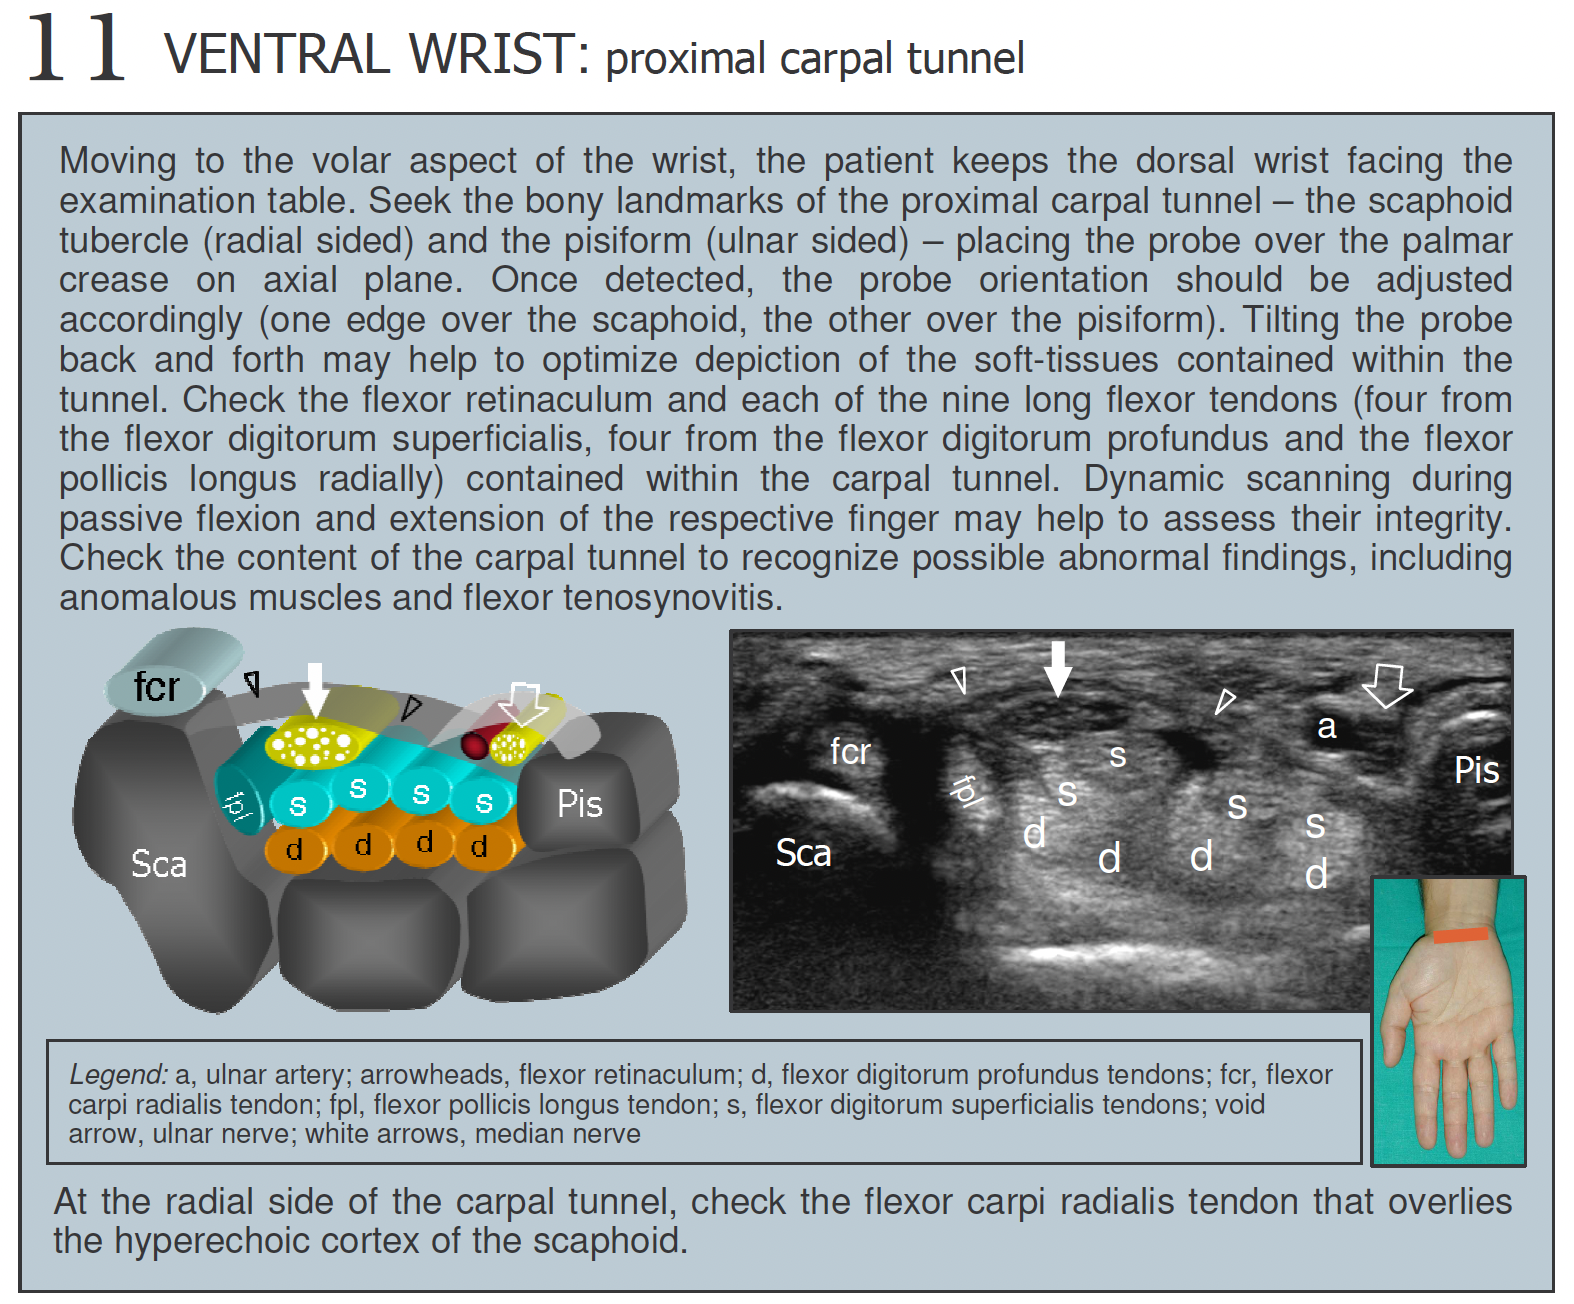 11 VENTRAL WRIST: proximal carpal tunnel
Moving to the volar aspect of the wrist, the patient keeps the dorsal wrist facing the
examination table. Seek the bony landmarks of the proximal carpal tunnel – the scaphoid
tubercle (radial sided) and the pisiform (ulnar sided) – placing the probe over the palmar
crease on axial plane. Once detected, the probe orientation should be adjusted
accordingly (one edge over the scaphoid, the other over the pisiform). Tilting the probe
back and forth may help to optimize depiction of the soft-tissues contained within the
tunnel. Check the flexor retinaculum and each of the nine long flexor tendons (four from
the flexor digitorum superficialis, four from the flexor digitorum profundus and the flexor
pollicis longus radially) contained within the carpal tunnel. Dynamic scanning during
passive flexion and extension of the respective finger may help to assess their integrity.
Check the content of the carpal tunnel to recognize possible abnormal findings, including
anomalous muscles and flexor tenosynovitis.
fcr
fpl
s
s
s
s
d
d
d
d
Sca
Pis
fcr
fpl
s
s
s
s
d
d
d
d
a
Pis
Sca
Legend: a, ulnar artery; arrowheads, flexor retinaculum; d, flexor digitorum profundus tendons; fcr, flexor
carpi radialis tendon; fpl, flexor pollicis longus tendon; s, flexor digitorum superficialis tendons; void
arrow, ulnar nerve; white arrows, median nerve
At the radial side of the carpal tunnel, check the flexor carpi radialis tendon that overlies
the hyperechoic cortex of the scaphoid.